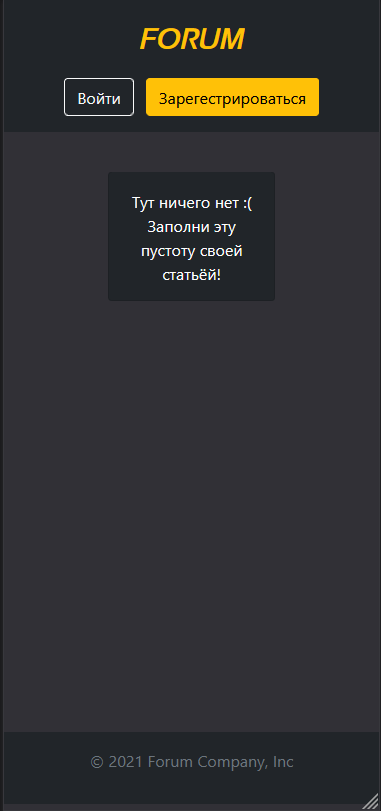 FORUM
Войти Зарегестрироваться
Тут ничего нет :(
Заполни эту
пустоту своей
статьёй!
© 2021 Forum Company, Inc